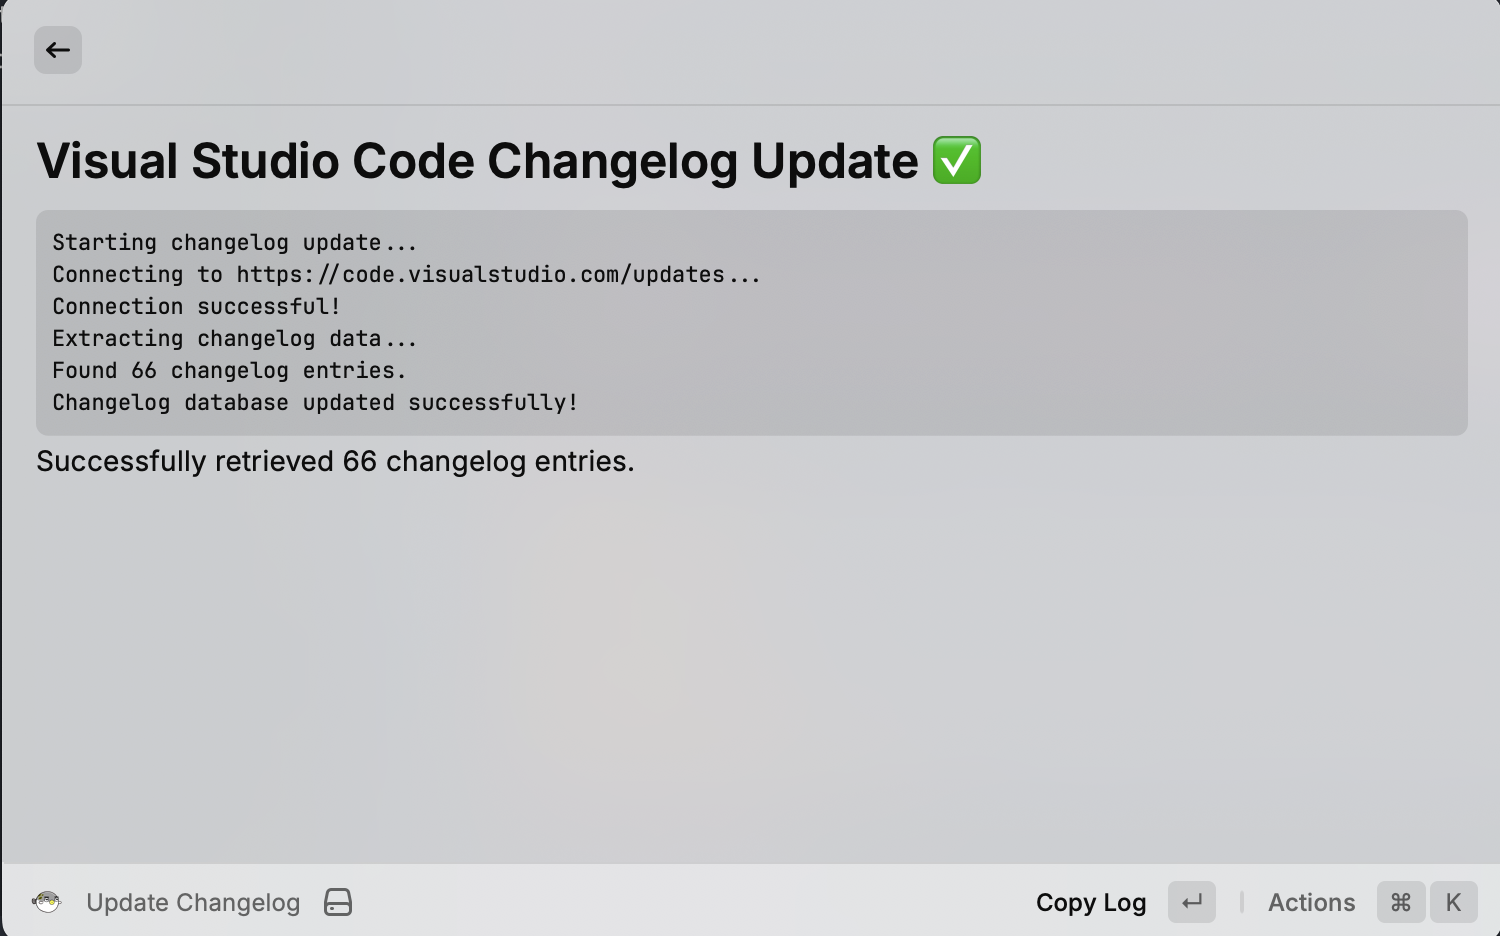 Visual Studio Code Changelog Update ✅
Starting changelog update...
Connecting to https://code.visualstudio.com/updates...
Connection successful!
Extracting changelog data...
Found 66 changelog entries.
Changelog database updated successfully!
Successfully retrieved 66 changelog entries.
Update Changelog
Copy Log ↵ | Actions ⌘ K